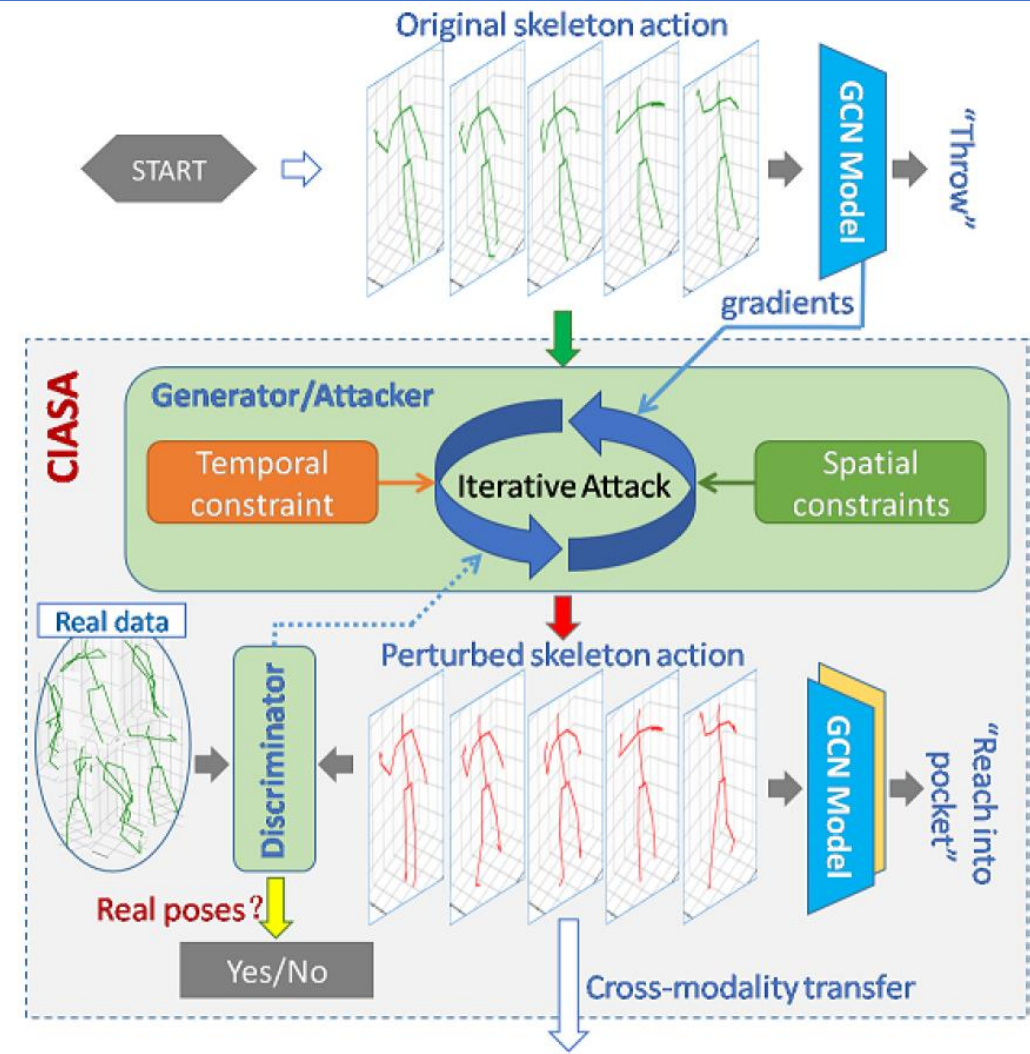 Original skeleton action
START
GCN Model
"Throw"
gradients
CIASA
Generator/Attacker
Temporal
constraint
Iterative Attack
Spatial
constraints
Real data
Discriminator
Perturbed skeleton action
GCN Model
"Reach into
pocket"
Real poses?
Yes/No
Cross-modality transfer